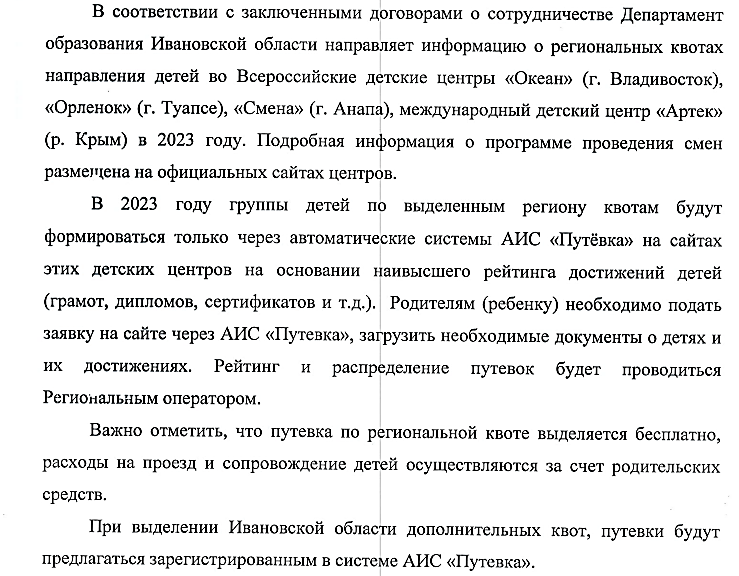 В соответствии с заключенными договорами о сотрудничестве Департамент
образования Ивановской области направляет информацию о региональных квотах
направления детей во Всероссийские детские центры «Океан» (г. Владивосток),
«Орленок» (г. Туапсе), «Смена» (г. Анапа), международный детский центр «Артек»
(р. Крым) в 2023 году. Подробная информация о программе проведения смен
размещена на официальных сайтах центров.
В 2023 году группы детей по выделенным региону квотам будут
формироваться только через автоматические системы АИС «Путёвка» на сайтах
этих детских центров на основании наивысшего рейтинга достижений детей
(грамот, дипломов, сертификатов и т.д.). Родителям (ребенку) необходимо подать
заявку на сайте через АИС «Путевка», загрузить необходимые документы о детях и
их достижениях. Рейтинг и распределение путевок будет проводиться
Региональным оператором.
Важно отметить, что путевка по региональной квоте выделяется бесплатно,
расходы на проезд и сопровождение детей осуществляются за счет родительских
средств.
При выделении Ивановской области дополнительных квот, путевки будут
предлагаться зарегистрированным в системе АИС «Путевка».